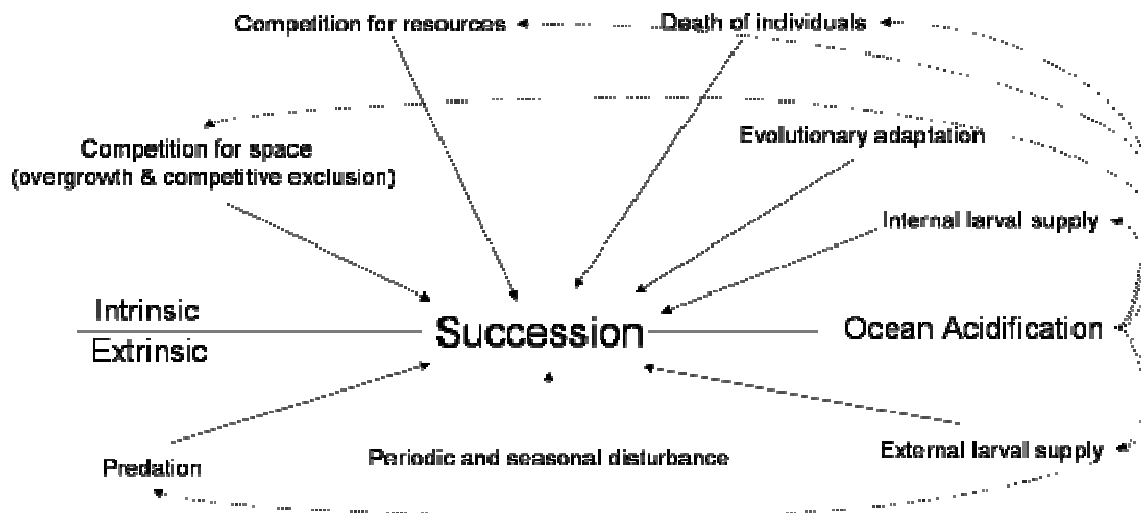 Competition for resources
Death of individuals
Evolutionary adaptation
Competition for space
(overgrowth & competitive exclusion)
Internal larval supply
Intrinsic
Succession
Ocean Acidification
Extrinsic
External larval supply
Periodic and seasonal disturbance
Predation